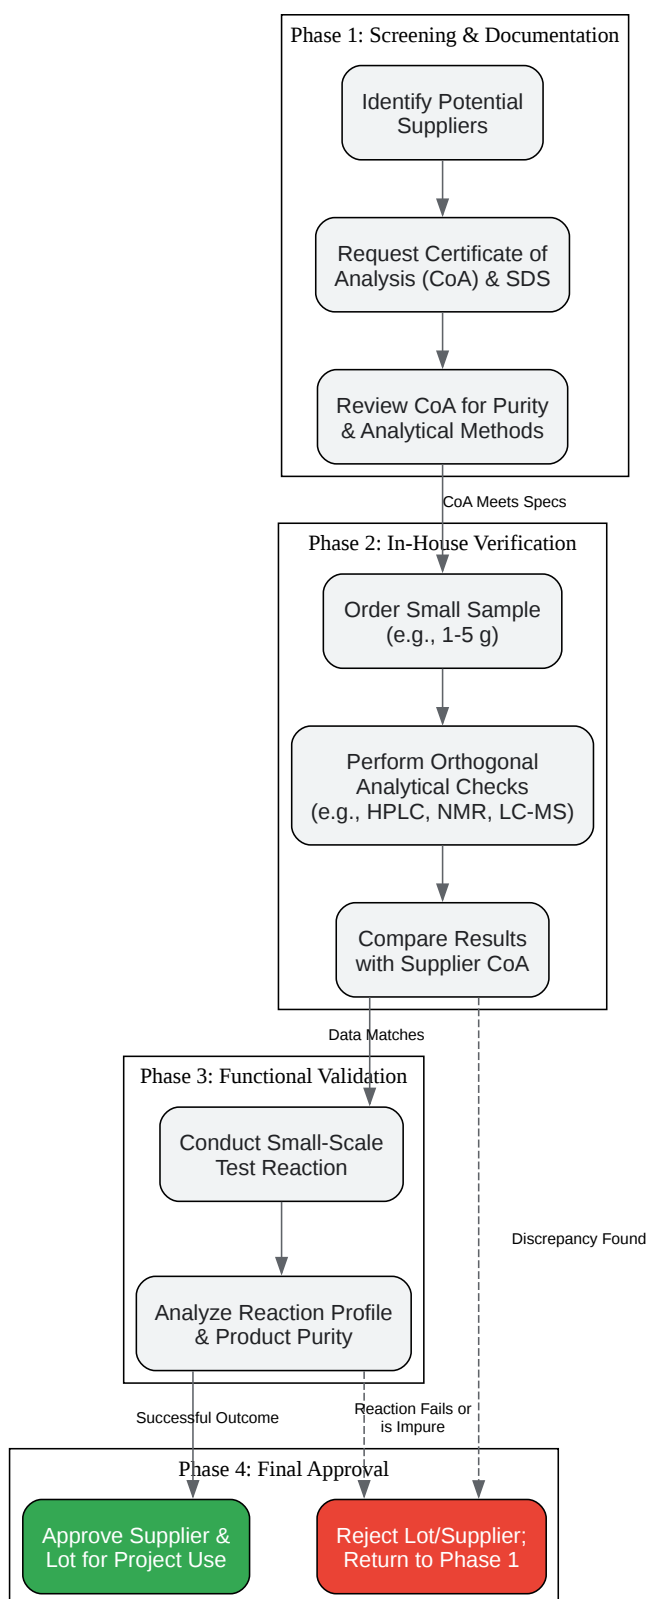 Phase 1: Screening & Documentation
Identify Potential
Suppliers
Request Certificate of
Analysis (CoA) & SDS
Review CoA for Purity
& Analytical Methods
CoA Meets Specs
Phase 2: In-House Verification
Order Small Sample
(e.g., 1-5 g)
Perform Orthogonal
Analytical Checks
(e.g., HPLC, NMR, LC-MS)
Compare Results
with Supplier CoA
Data Matches
Phase 3: Functional Validation
Conduct Small-Scale
Test Reaction
Discrepancy Found
Analyze Reaction Profile
& Product Purity
Successful Outcome
Reaction Fails or
is Impure
Phase 4: Final Approval
Approve Supplier &
Lot for Project Use
Reject Lot/Supplier;
Return to Phase 1